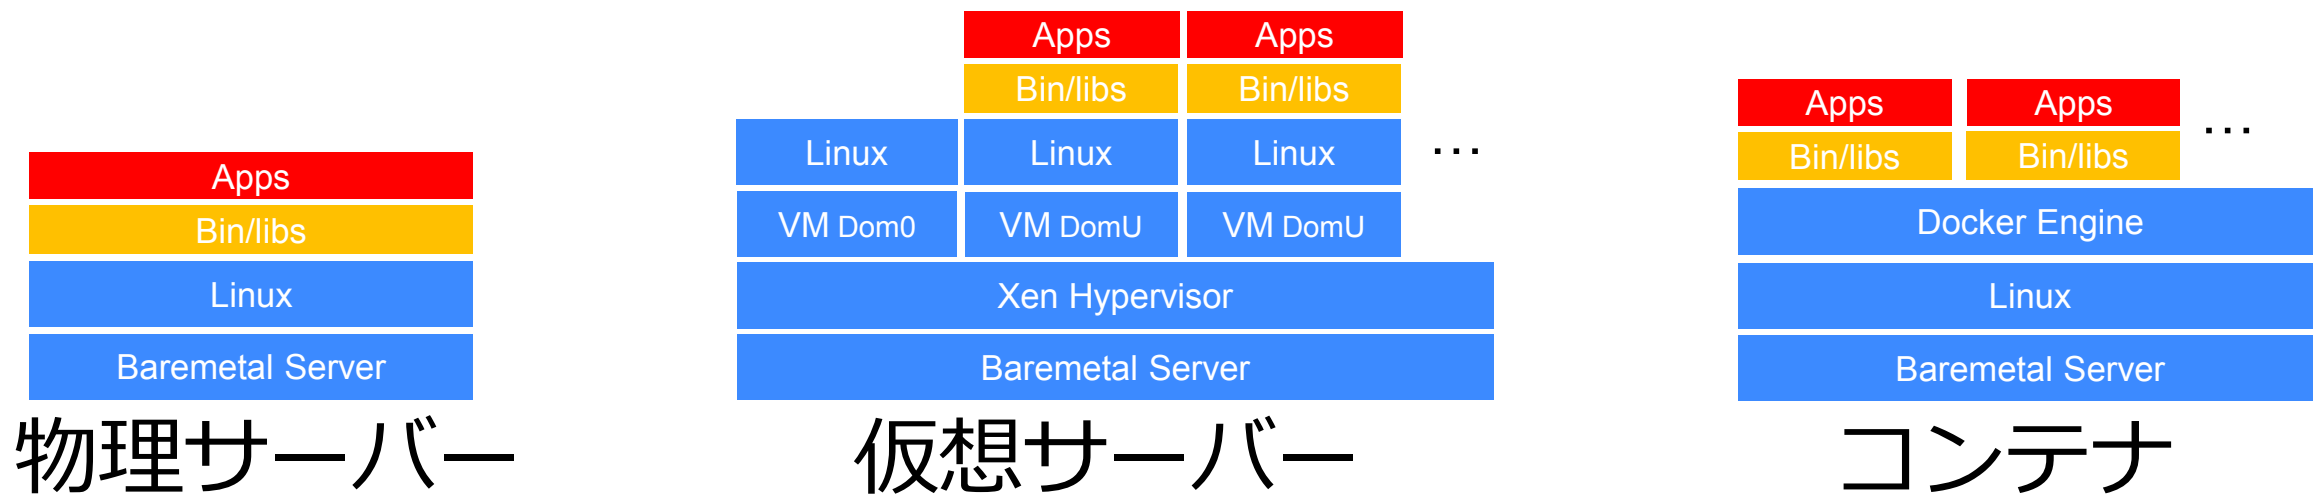 Apps
Bin/libs
Linux
Baremetal Server
物理サーバー
Apps Apps
Bin/libs Bin/libs
Linux Linux Linux ...
VM Dom0 VM DomU VM DomU
Xen Hypervisor
Baremetal Server
仮想サーバー
Apps Apps ...
Bin/libs Bin/libs
Docker Engine
Linux
Baremetal Server
コンテナ